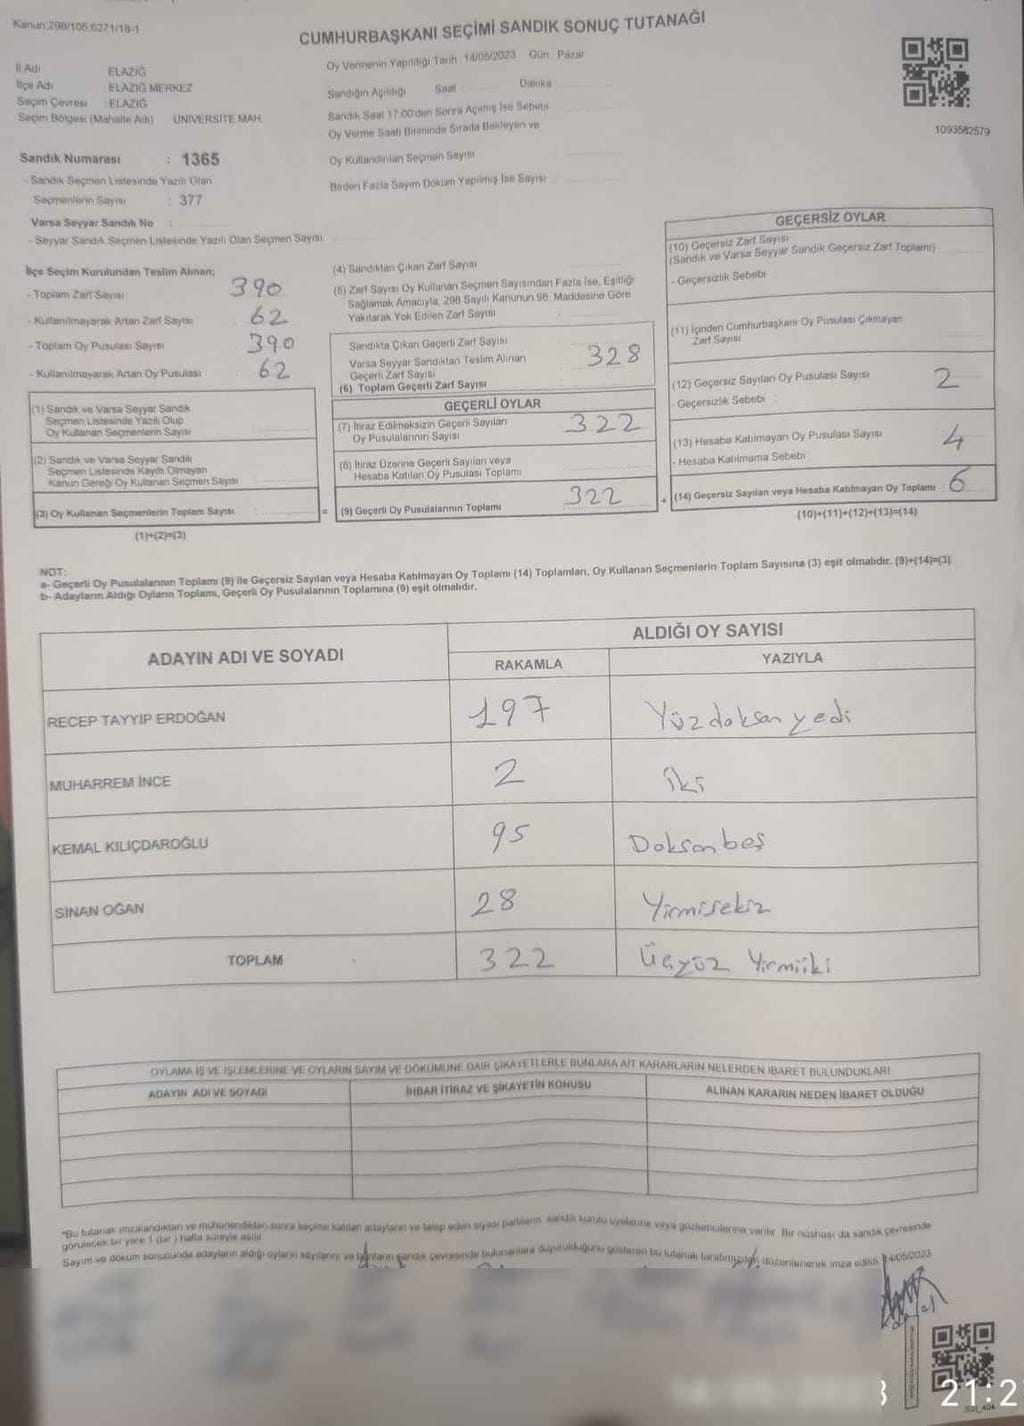 Kanun:298/105,6271/18-1
CUMHURBAŞKANI SEÇİMİ SANDIK SONUÇ TUTANAĞI
İl Adı ELAZIĞ
İlçe Adı ELAZIĞ MERKEZ
Seçim Çevresi : ELAZIĞ
Seçim Bölgesi (Mahalle Adı) ÜNİVERSİTE MAH.
Oy Vermenin Yapıldığı Tarih 14/05/2023 Gün Pazar
Sandığın Açıldığı Saat Dakika
Sandık Saat 17:00'den Sonra Açılmış İse Sebebi
Oy Verme Saati Bitiminde Sırada Bekleyen ve
Oy Kullandırılan Seçmen Sayısı
Birden Fazla Sayım Döküm Yapılmış İse Sayısı
1093582579
Sandık Numarası : 1365
- Sandık Seçmen Listesinde Yazılı Olan
Seçmenlerin Sayısı : 377
Varsa Seyyar Sandık No :
- Seyyar Sandık Seçmen Listesinde Yazılı Olan Seçmen Sayısı:
İlçe Seçim Kurulundan Teslim Alınan;
- Toplam Zarf Sayısı 390
- Kullanılmayarak Artan Zarf Sayısı 62
- Toplam Oy Pusulası Sayısı 390
- Kullanılmayarak Artan Oy Pusulası 62
(1) Sandık ve Varsa Seyyar Sandık
Seçmen Listesinde Yazılı Olup
Oy Kullanan Seçmenlerin Sayısı
(2) Sandık ve Varsa Seyyar Sandık
Seçmen Listesinde Kayıtlı Olmayan
Kanun Gereği Oy Kullanan Seçmen Sayısı
(3) Oy Kullanan Seçmenlerin Toplam Sayısı =
(1)+(2)=(3)
(4) Sandıktan Çıkan Zarf Sayısı
(5) Zarf Sayısı Oy Kullanan Seçmen Sayısından Fazla İse, Eşitliği
Sağlamak Amacıyla, 298 Sayılı Kanunun 98. Maddesine Göre
Yakılarak Yok Edilen Zarf Sayısı
Sandıkta Çıkan Geçerli Zarf Sayısı
Varsa Seyyar Sandıktan Teslim Alınan
Geçerli Zarf Sayısı
(6) Toplam Geçerli Zarf Sayısı 328
GEÇERLİ OYLAR
(7) İtiraz Edilmeksizin Geçerli Sayılan
Oy Pusulalarının Sayısı 322
(8) İtiraz Üzerine Geçerli Sayılan veya
Hesaba Katılan Oy Pusulası Toplamı
(9) Geçerli Oy Pusulalarının Toplamı 322 +
GEÇERSİZ OYLAR
(10) Geçersiz Zarf Sayısı
(Sandık ve Varsa Seyyar Sandık Geçersiz Zarf Toplamı)
- Geçersizlik Sebebi
(11) İçinden Cumhurbaşkanı Oy Pusulası Çıkmayan
Zarf Sayısı
(12) Geçersiz Sayılan Oy Pusulası Sayısı 2
- Geçersizlik Sebebi :
(13) Hesaba Katılmayan Oy Pusulası Sayısı 4
- Hesaba Katılmama Sebebi
(14) Geçersiz Sayılan veya Hesaba Katılmayan Oy Toplamı 6
(10)+(11)+(12)+(13)=(14)
NOT:
a- Geçerli Oy Pusulalarının Toplamı (9) ile Geçersiz Sayılan veya Hesaba Katılmayan Oy Toplamı (14) Toplamları, Oy Kullanan Seçmenlerin Toplam Sayısına (3) eşit olmalıdır. (9)+(14)=(3)
b- Adayların Aldığı Oyların Toplamı, Geçerli Oy Pusulalarının Toplamına (9) eşit olmalıdır.
ADAYIN ADI VE SOYADI ALDIĞI OY SAYISI
RAKAMLA YAZIYLA
RECEP TAYYİP ERDOĞAN 197 Yüzdoksan yedi
MUHARREM İNCE 2 iki
KEMAL KILIÇDAROĞLU 95 Doksanbeş
SİNAN OĞAN 28 Yirmisekiz
TOPLAM 322 Üçyüz Yirmiiki
OYLAMA İŞ VE İŞLEMLERİNE VE OYLARIN SAYIM VE DÖKÜMÜNE DAİR ŞİKAYETLERLE BUNLARA AİT KARARLARIN NELERDEN İBARET BULUNDUKLARI
ADAYIN ADI VE SOYADI İHBAR İTİRAZ VE ŞİKAYETİN KONUSU ALINAN KARARIN NEDEN İBARET OLDUĞU
*Bu tutanak imzalandıktan ve mühürlendikten sonra seçime katılan adayların ve talep eden siyasi partilerin sandık kurulu üyelerine veya gözlemcilerine verilir. Bir nüshası da sandık çevresinde
görülecek bir yere 1 (bir) hafta süreyle asılır.
Sayım ve döküm sonucunda adayların aldığı oyların sayılarını ve bunların sandık çevresinde bulunanlara duyurulduğunu gösteren bu tutanak tarafımızdan düzenlenerek imza edildi. 14/05/2023
21:2